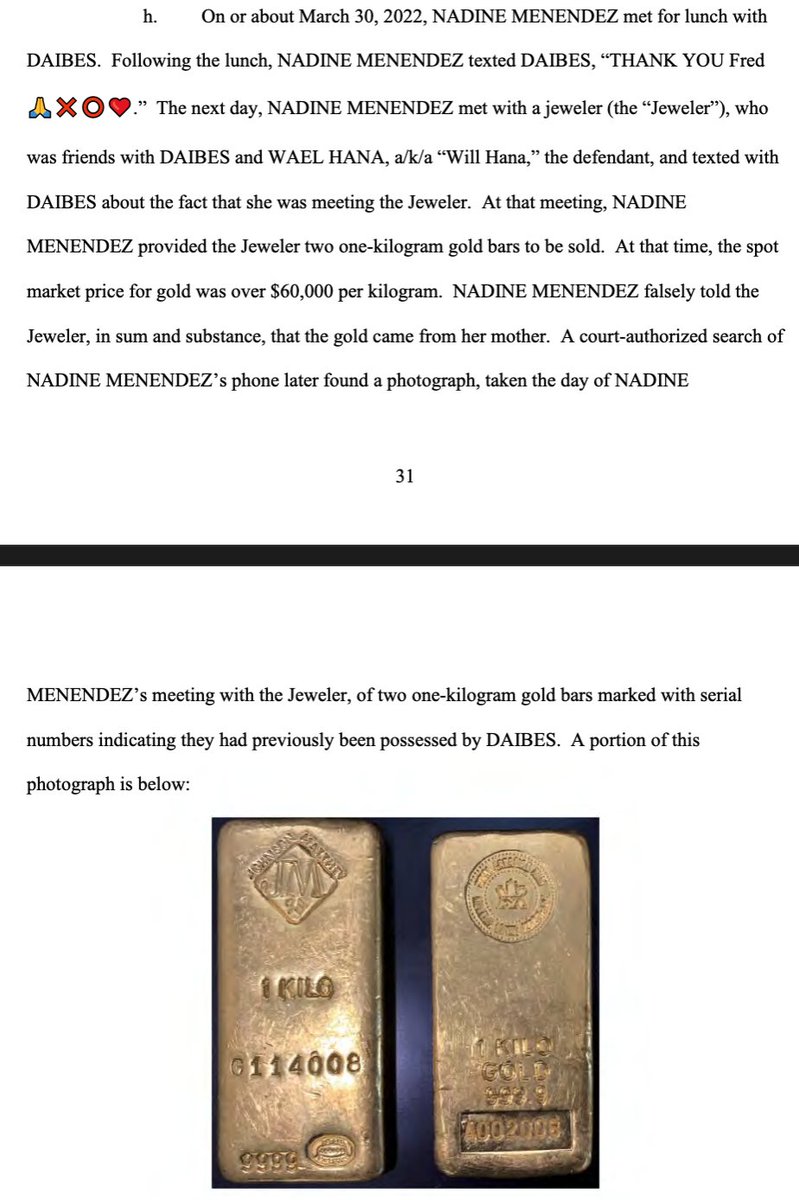 h. On or about March 30, 2022, NADINE MENENDEZ met for lunch with
DAIBES. Following the lunch, NADINE MENENDEZ texted DAIBES, “THANK YOU Fred
🙏❌⭕❤️.” The next day, NADINE MENENDEZ met with a jeweler (the “Jeweler”), who
was friends with DAIBES and WAEL HANA, a/k/a “Will Hana,” the defendant, and texted with
DAIBES about the fact that she was meeting the Jeweler. At that meeting, NADINE
MENENDEZ provided the Jeweler two one-kilogram gold bars to be sold. At that time, the spot
market price for gold was over $60,000 per kilogram. NADINE MENENDEZ falsely told the
Jeweler, in sum and substance, that the gold came from her mother. A court-authorized search of
NADINE MENENDEZ’s phone later found a photograph, taken the day of NADINE
31
MENENDEZ’s meeting with the Jeweler, of two one-kilogram gold bars marked with serial
numbers indicating they had previously been possessed by DAIBES. A portion of this
photograph is below:
JOHNSON MATTHEY
JM
1 KILO
C114008
9999
1 KILO
GOLD
999.9